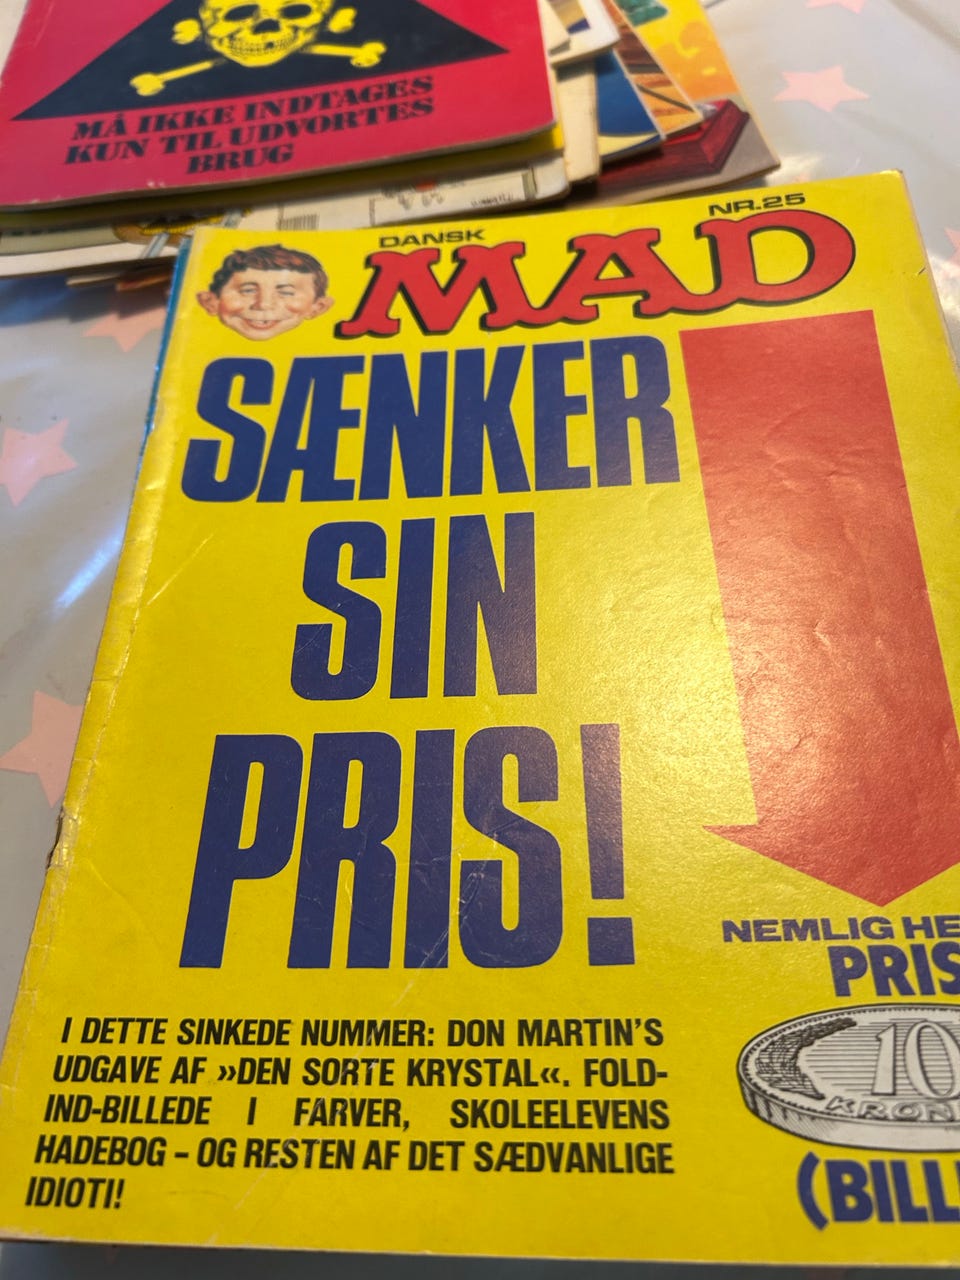 MÅ IKKE INDTAGES
KUN TIL UDVORTES
BRUG
DANSK
NR.25
MAD
SÆNKER
SIN
PRIS!
NEMLIG HE
PRIS
10
KRONE
(BILL
I DETTE SINKEDE NUMMER: DON MARTIN'S
UDGAVE AF »DEN SORTE KRYSTAL«. FOLD-
IND-BILLEDE I FARVER, SKOLEELEVENS
HADEBOG – OG RESTEN AF DET SÆDVANLIGE
IDIOTI!